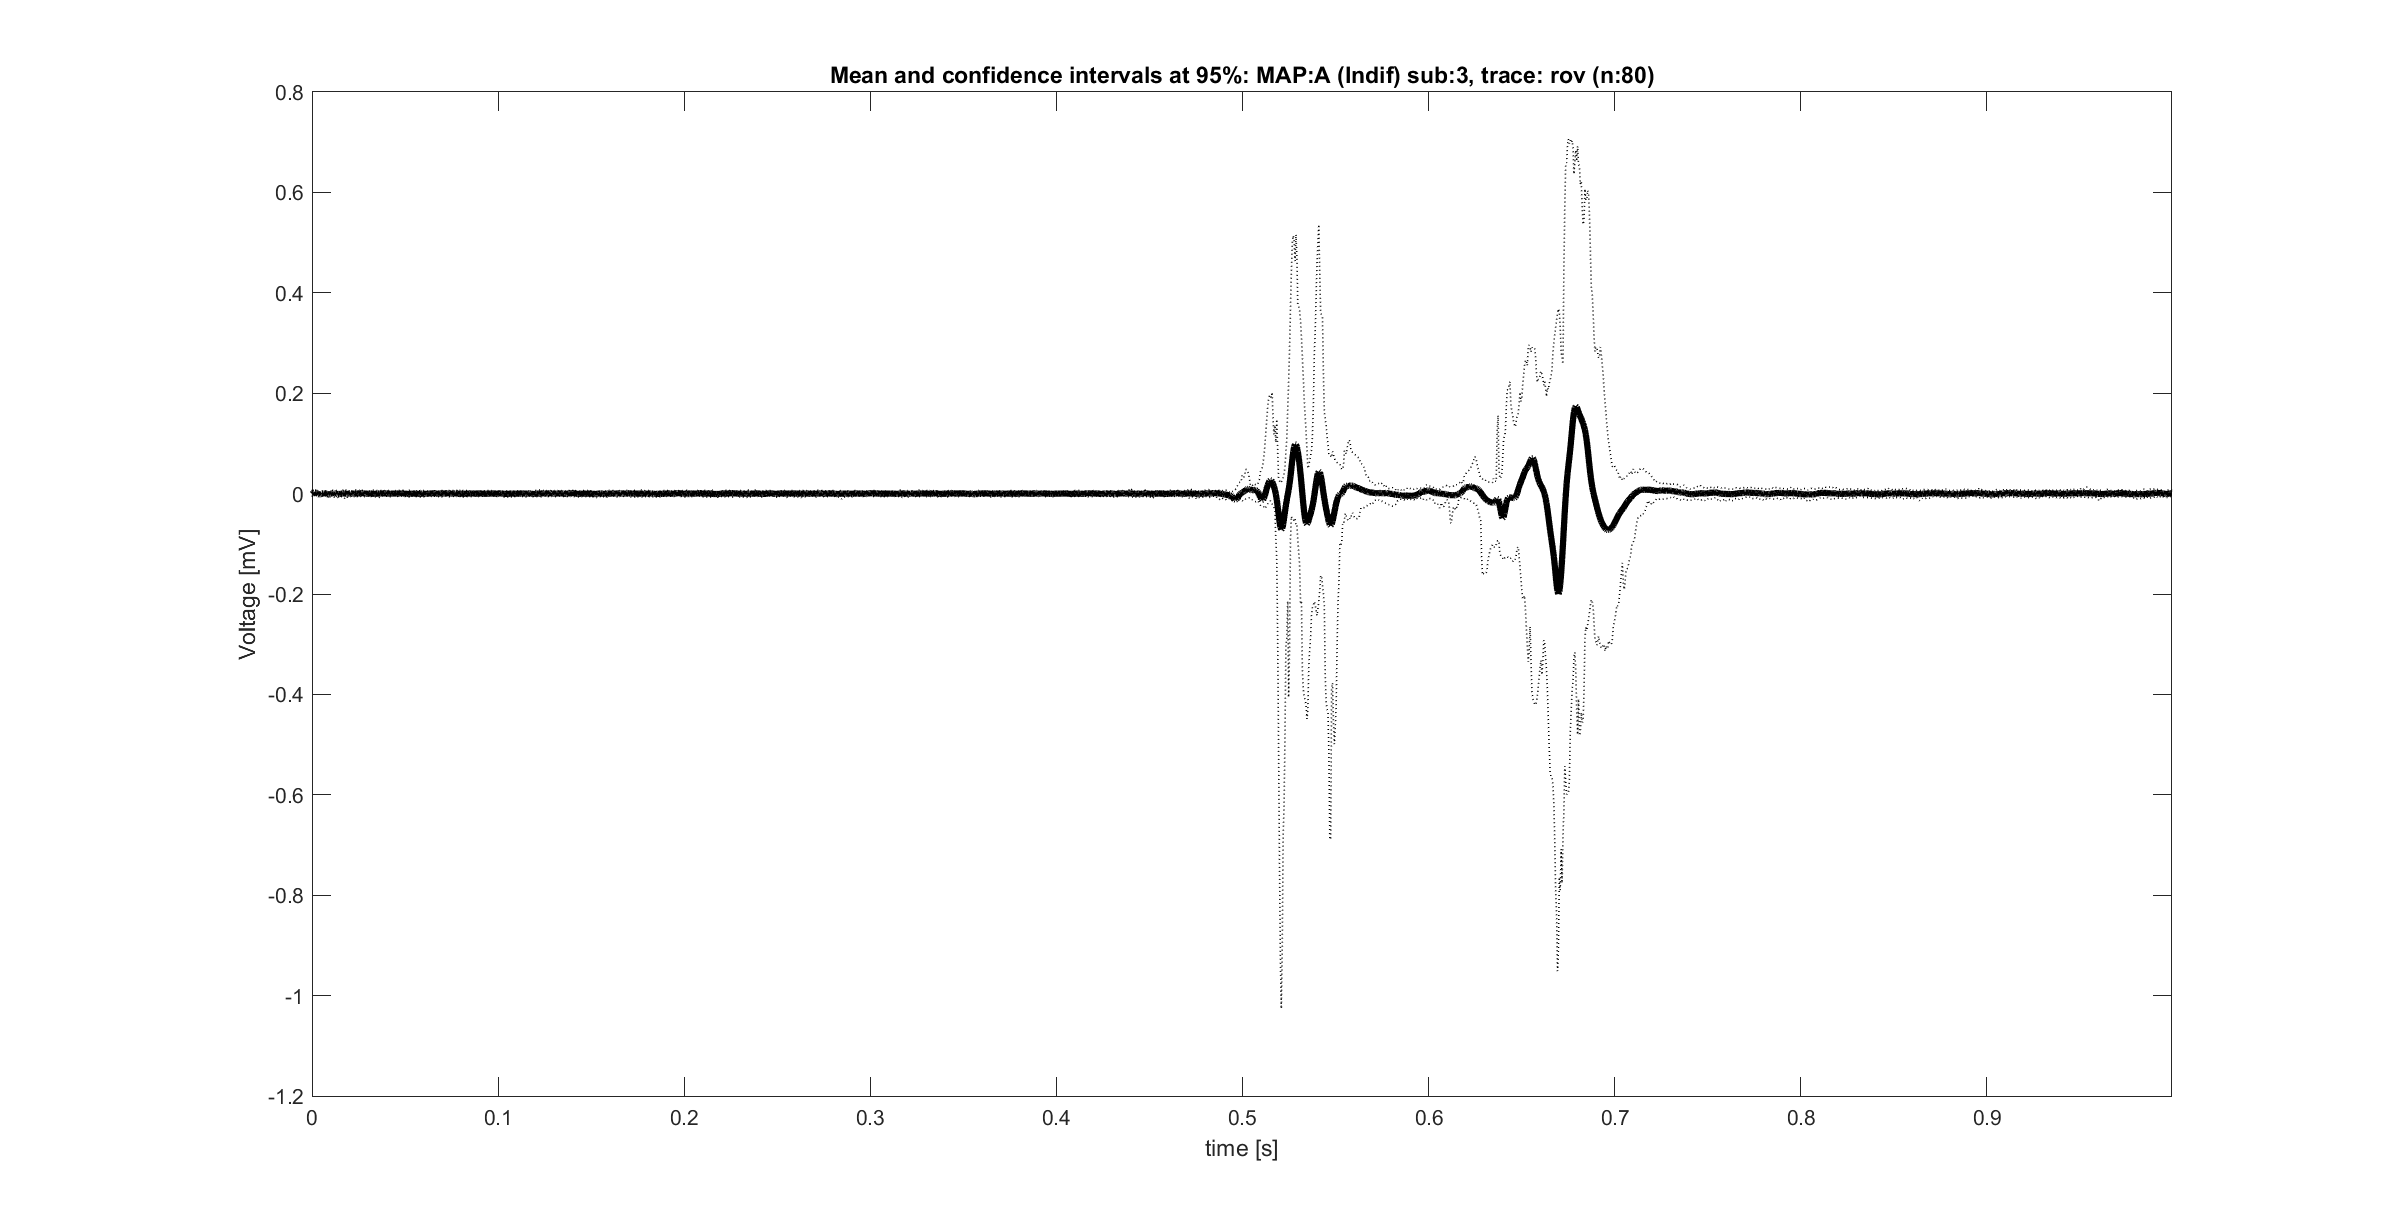 Mean and confidence intervals at 95%: MAP:A (Indif) sub:3, trace: rov (n:80)
0.8
0.6
0.4
0.2
0
-0.2
-0.4
-0.6
-0.8
-1
-1.2
Voltage [mV]
0 0.1 0.2 0.3 0.4 0.5 0.6 0.7 0.8 0.9
time [s]